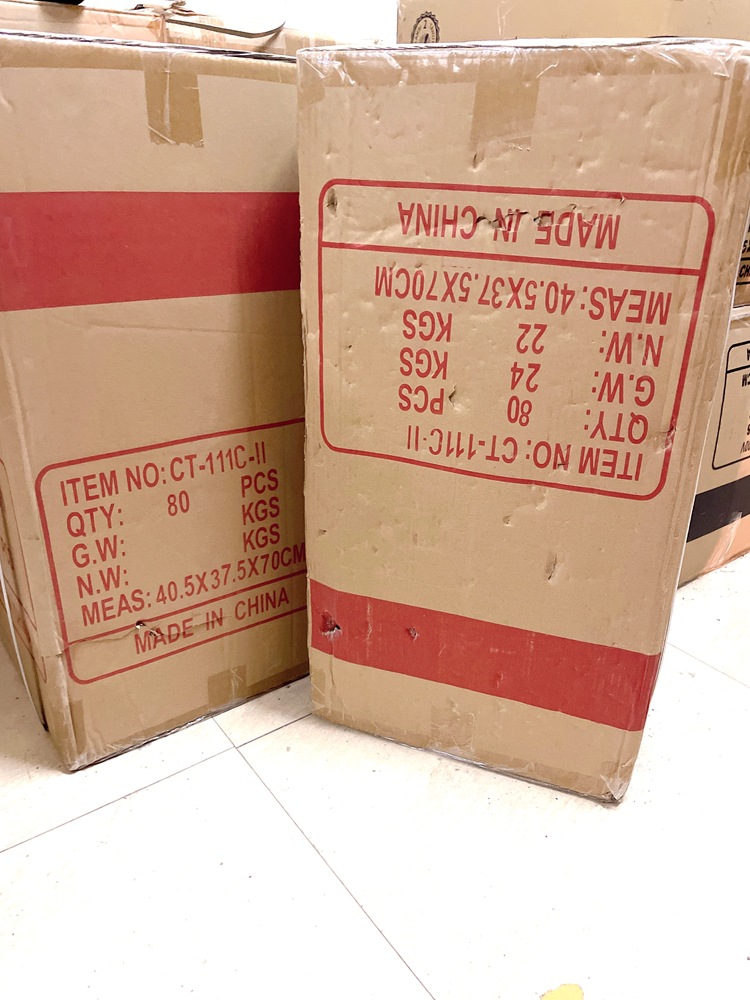 ITEM NO: CT-111C-II
QTY: 80 PCS
G.W: KGS
N.W: KGS
MEAS: 40.5X37.5X70CM
MADE IN CHINA
ITEM NO: CT-111C-II
QTY: 80 PCS
G.W: 24 KGS
N.W: 22 KGS
MEAS: 40.5X37.5X70CM
MADE IN CHINA